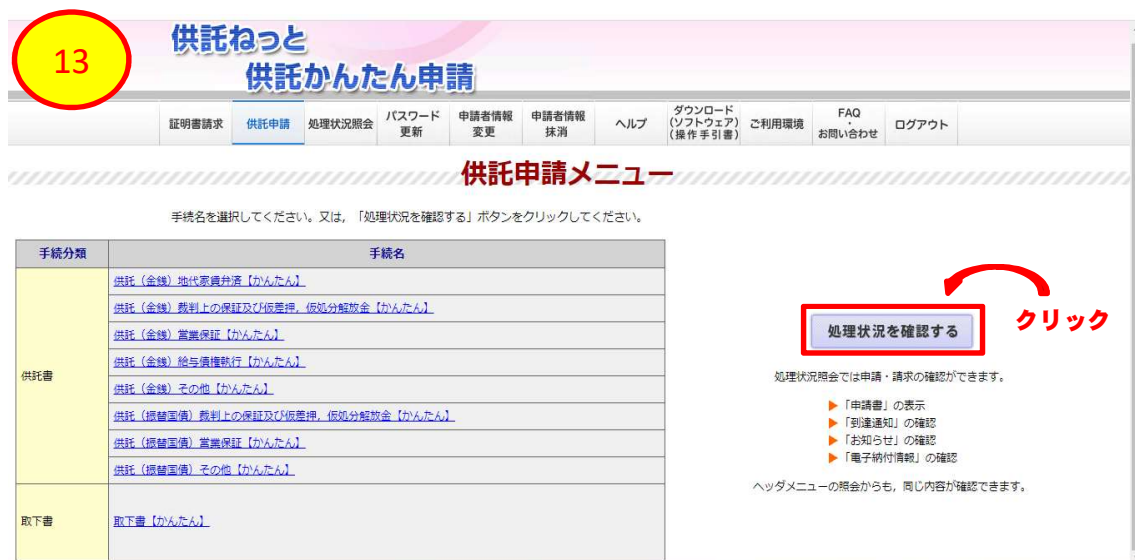 13
供託ねっと
供託かんたん申請
証明書請求
供託申請
処理状況照会
パスワード
更新
申請者情報
変更
申請者情報
抹消
ヘルプ
ダウンロード
(ソフトウェア)
(操作手引書)
ご利用環境
FAQ
・
お問い合わせ
ログアウト
供託申請メニュー
手続名を選択してください。又は，「処理状況を確認する」ボタンをクリックしてください。
手続分類
手続名
供託書
供託（金銭）地代家賃弁済【かんたん】
供託（金銭）裁判上の保証及び仮差押，仮処分解放金【かんたん】
供託（金銭）営業保証【かんたん】
供託（金銭）給与債権執行【かんたん】
供託（金銭）その他【かんたん】
供託（振替国債）裁判上の保証及び仮差押，仮処分解放金【かんたん】
供託（振替国債）営業保証【かんたん】
供託（振替国債）その他【かんたん】
取下書
取下書【かんたん】
処理状況を確認する
クリック
処理状況照会では申請・請求の確認ができます。
▶「申請書」の表示
▶「到達通知」の確認
▶「お知らせ」の確認
▶「電子納付情報」の確認
ヘッダメニューの照会からも，同じ内容が確認できます。